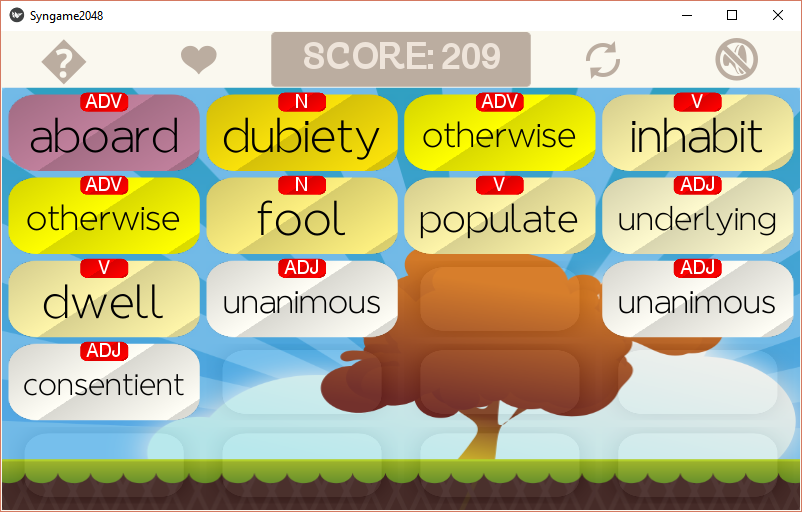 Syngame2048
?
SCORE: 209
ADV
aboard
N
dubiety
ADV
otherwise
V
inhabit
ADV
otherwise
N
fool
V
populate
ADJ
underlying
V
dwell
ADJ
unanimous
ADJ
unanimous
ADJ
consentient